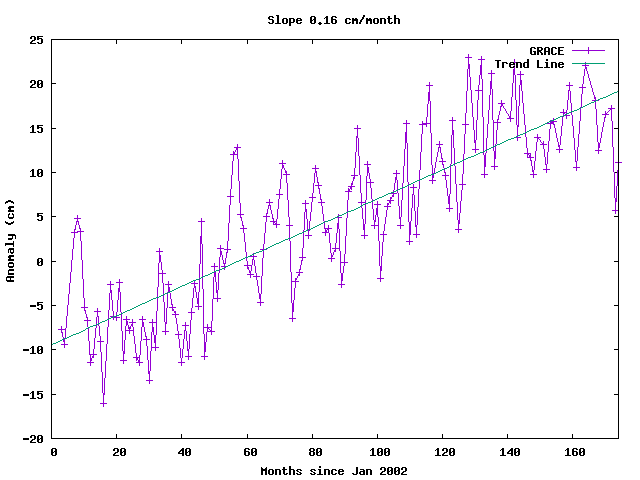 Slope 0.16 cm/month
25
20
15
10
5
0
-5
-10
-15
-20
Anomaly (cm)
GRACE
Trend Line
0 20 40 60 80 100 120 140 160
Months since Jan 2002